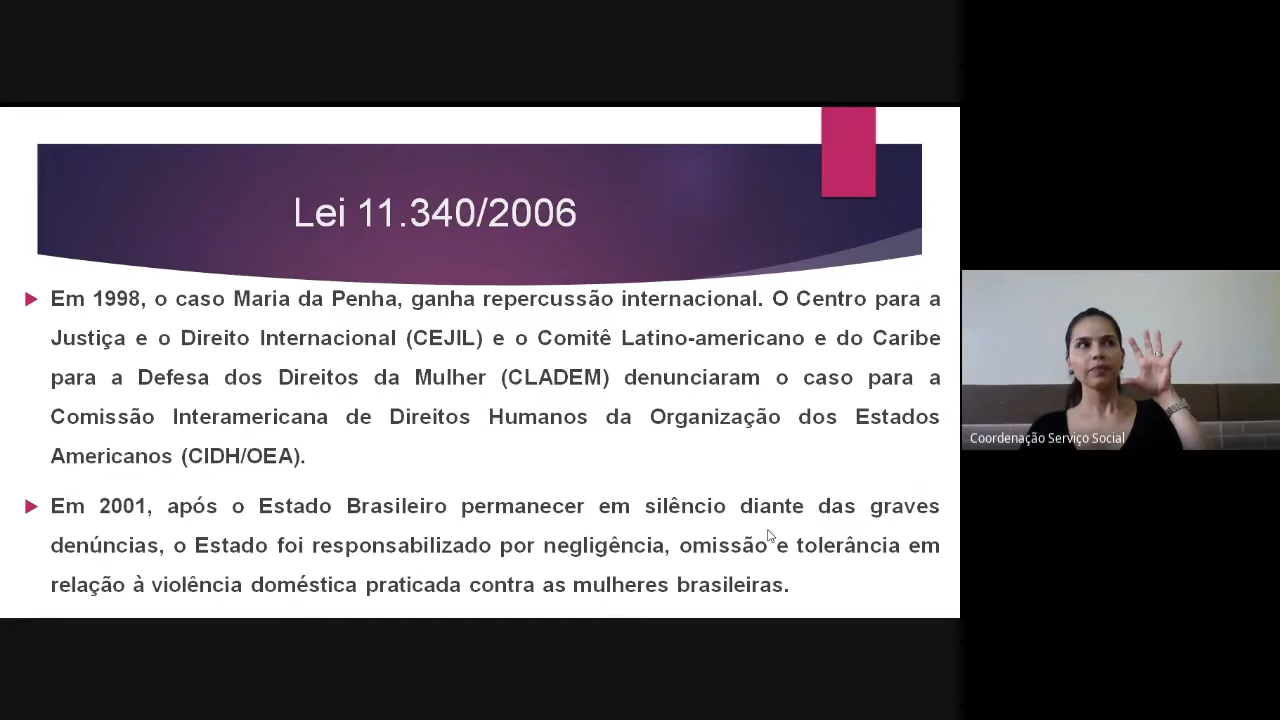 Lei 11.340/2006
Em 1998, o caso Maria da Penha, ganha repercussão internacional. O Centro para a
Justiça e o Direito Internacional (CEJIL) e o Comitê Latino-americano e do Caribe
para a Defesa dos Direitos da Mulher (CLADEM) denunciaram o caso para a
Comissão Interamericana de Direitos Humanos da Organização dos Estados
Americanos (CIDH/OEA).
Em 2001, após o Estado Brasileiro permanecer em silêncio diante das graves
denúncias, o Estado foi responsabilizado por negligência, omissão e tolerância em
relação à violência doméstica praticada contra as mulheres brasileiras.
Coordenação Serviço Social